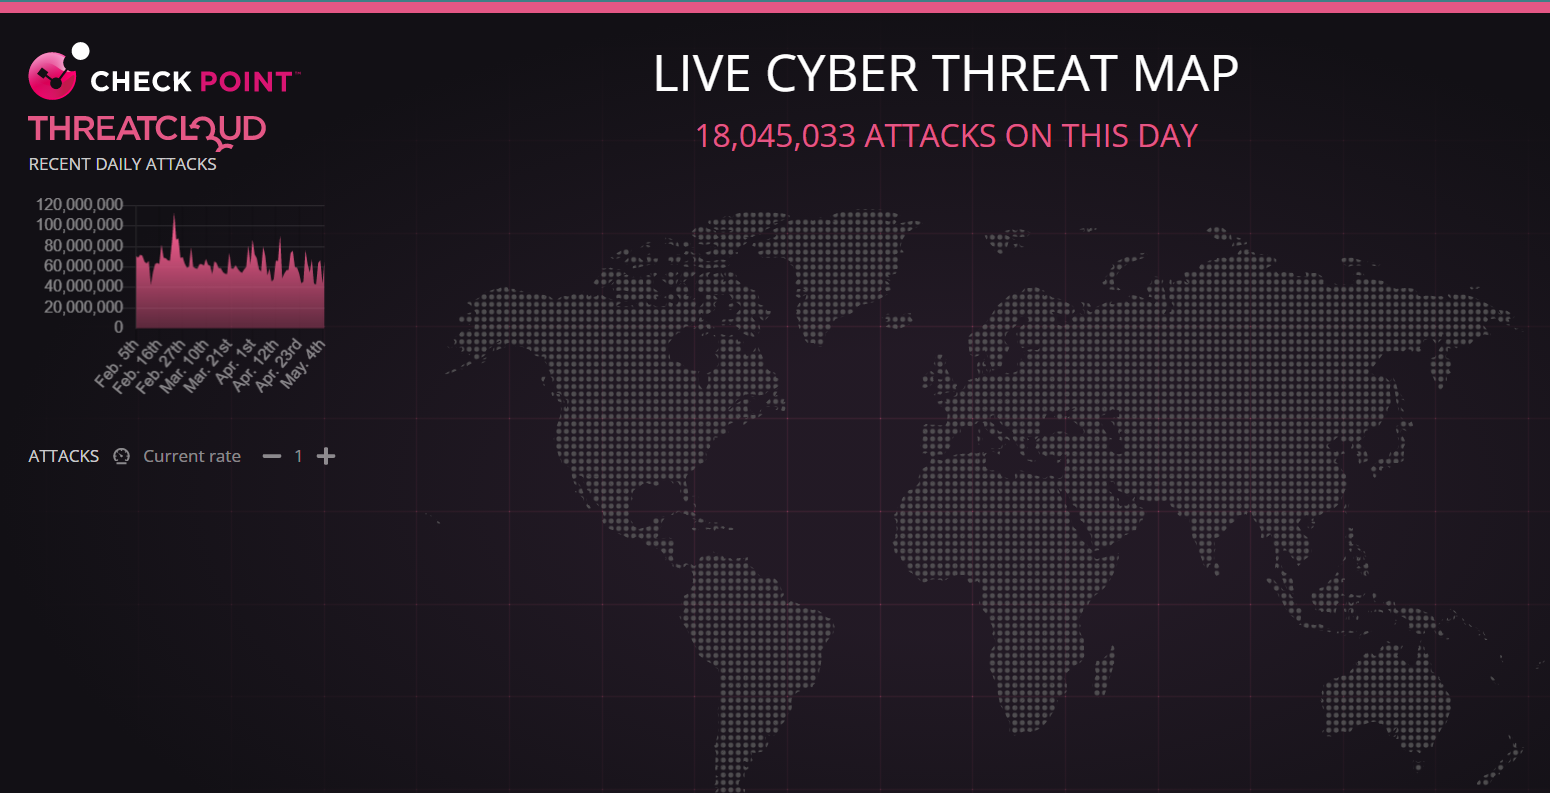 CHECK POINT™
THREATCLOUD
RECENT DAILY ATTACKS
LIVE CYBER THREAT MAP
18,045,033 ATTACKS ON THIS DAY
120,000,000
100,000,000
80,000,000
60,000,000
40,000,000
20,000,000
0
Feb. 5th
Feb. 16th
Feb. 27th
Mar. 10th
Mar. 21st
Apr. 1st
Apr. 12th
Apr. 23rd
May. 4th
ATTACKS Current rate 1